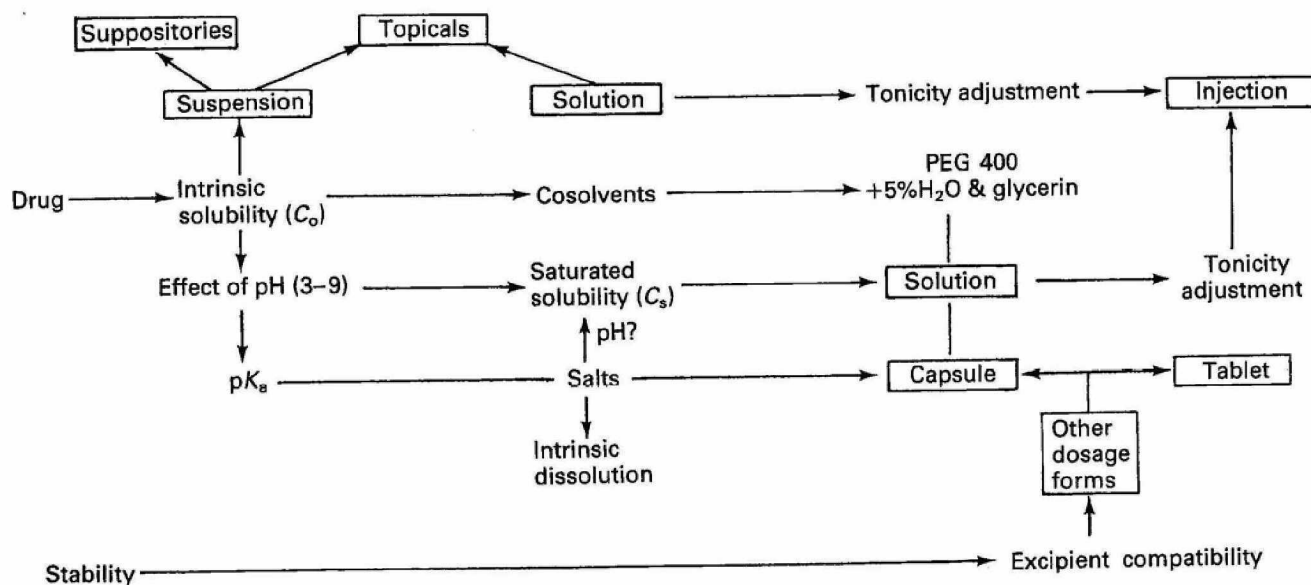 Suppositories
Topicals
Suspension
Solution
Tonicity adjustment
Injection
Drug
Intrinsic
solubility (Cₒ)
Cosolvents
PEG 400
+5%H₂O & glycerin
Effect of pH (3–9)
Saturated
solubility (Cₛ)
Solution
Tonicity
adjustment
pH?
pKₐ
Salts
Capsule
Tablet
Intrinsic
dissolution
Other
dosage
forms
Stability
Excipient compatibility